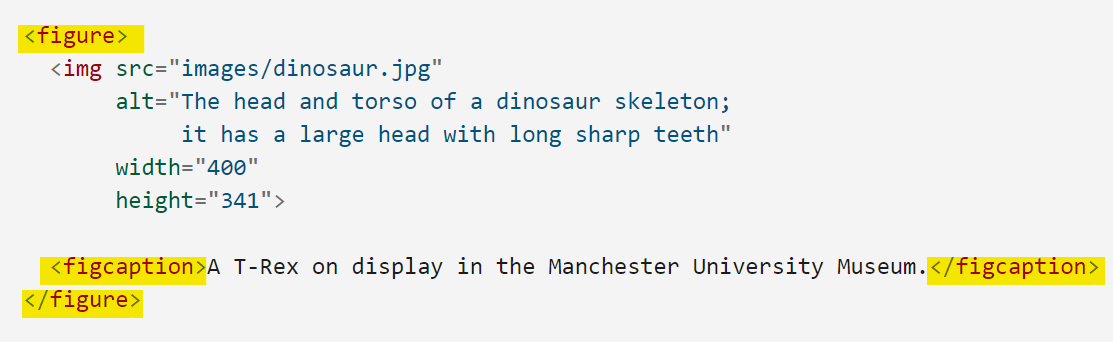 <figure>
<img src="images/dinosaur.jpg"
alt="The head and torso of a dinosaur skeleton;
it has a large head with long sharp teeth"
width="400"
height="341">
<figcaption>A T-Rex on display in the Manchester University Museum.</figcaption>
</figure>